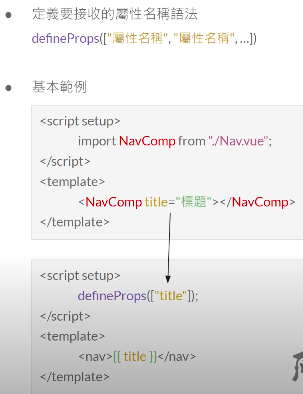 ● 定義要接收的屬性名稱語法
defineProps(["屬性名稱", "屬性名稱", ...])
● 基本範例
<script setup>
import NavComp from "./Nav.vue";
</script>
<template>
<NavComp title="標題"></NavComp>
</template>
<script setup>
defineProps(["title"]);
</script>
<template>
<nav>{{ title }}</nav>
</template>